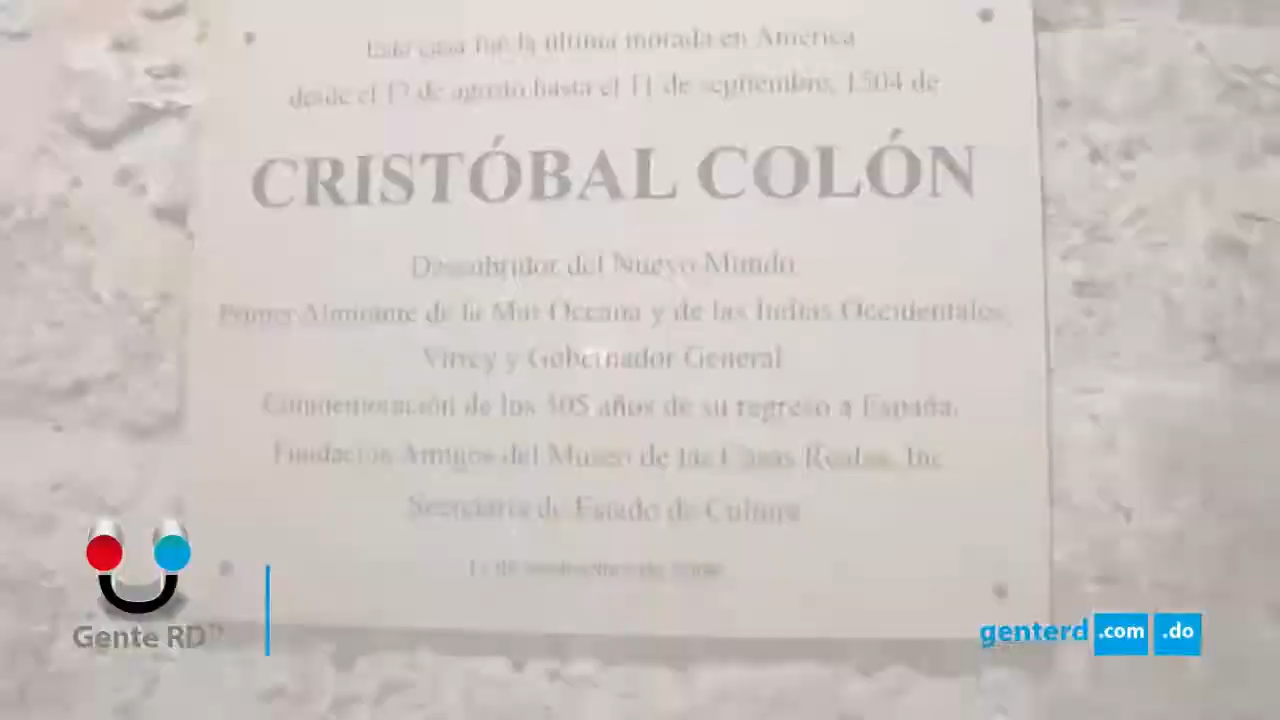 Esta casa fue la última morada en América
desde el 12 de agosto hasta el 11 de septiembre, 1504 de
CRISTÓBAL COLÓN
Descubridor del Nuevo Mundo
Primer Almirante de la Mar Oceana y de las Indias Occidentales,
Virrey y Gobernador General
Conmemoración de los 505 años de su regreso a España.
Fundación Amigos del Museo de las Casas Reales, Inc
Secretaría de Estado de Cultura
Gente RD
genterd .com .do